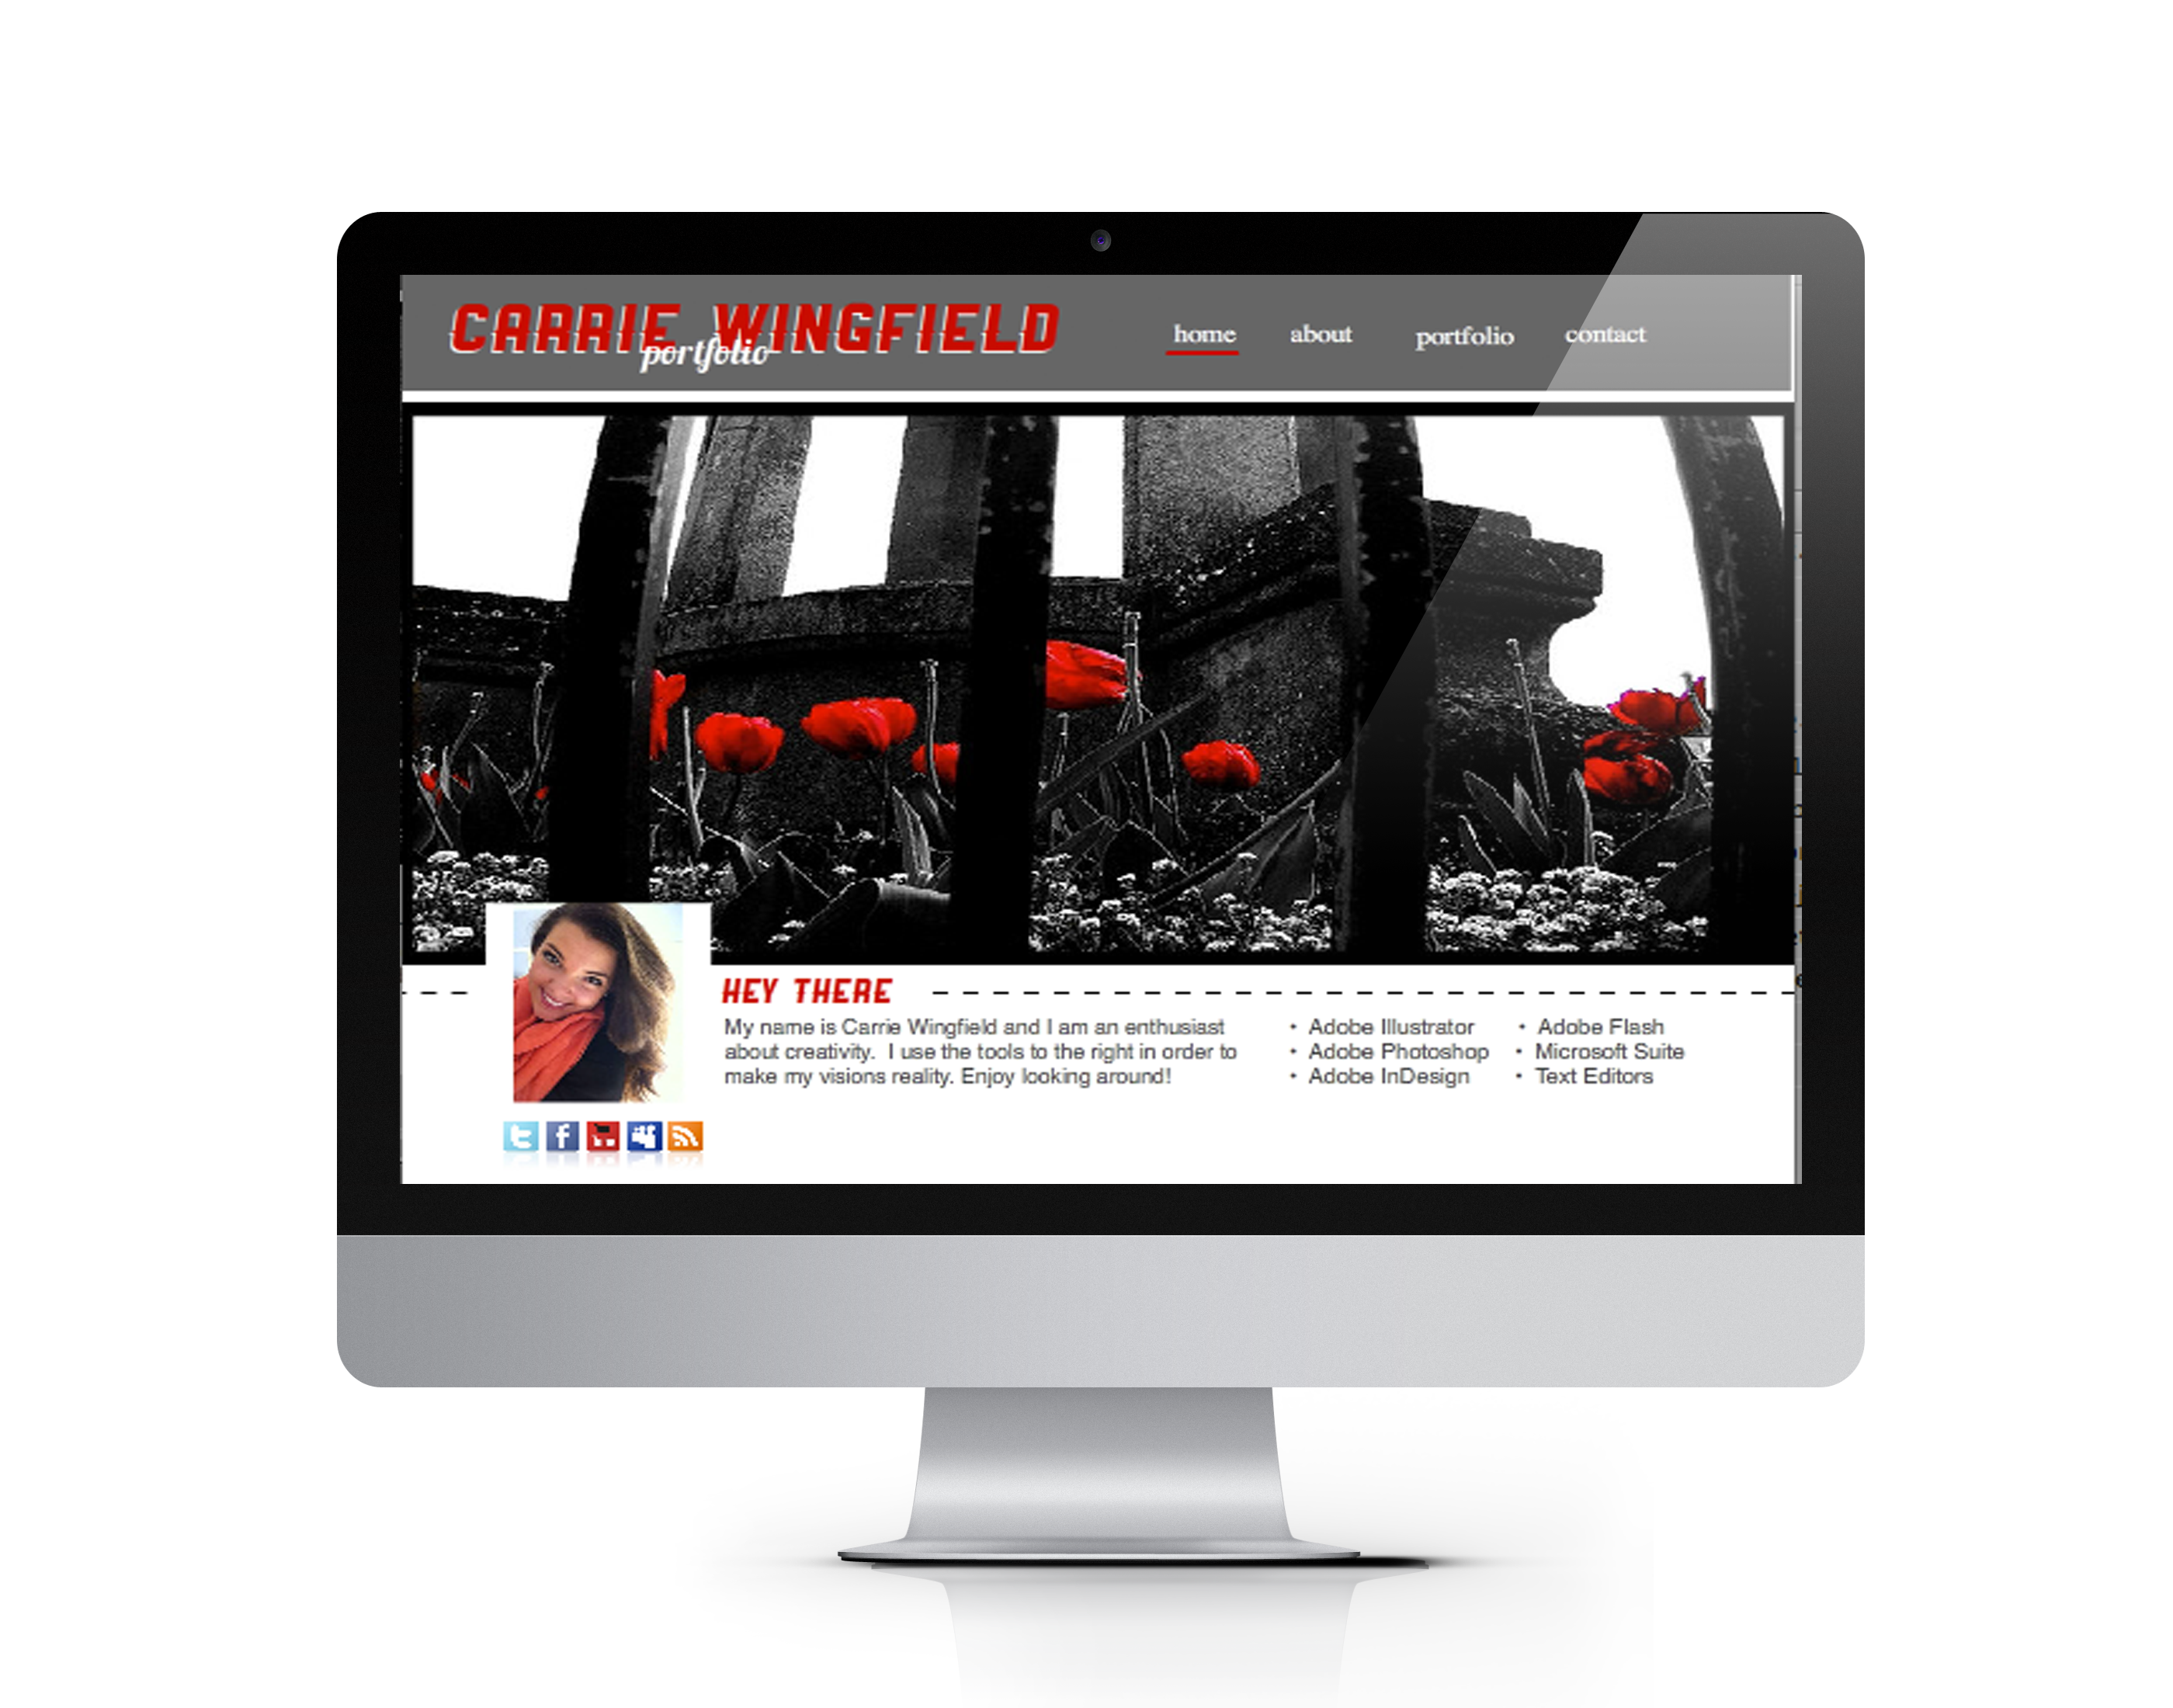 CARRIE WINGFIELD
portfolio
home about portfolio contact
HEY THERE
My name is Carrie Wingfield and I am an enthusiast
about creativity.  I use the tools to the right in order to
make my visions reality. Enjoy looking around!
• Adobe Illustrator
• Adobe Photoshop
• Adobe InDesign
• Adobe Flash
• Microsoft Suite
• Text Editors